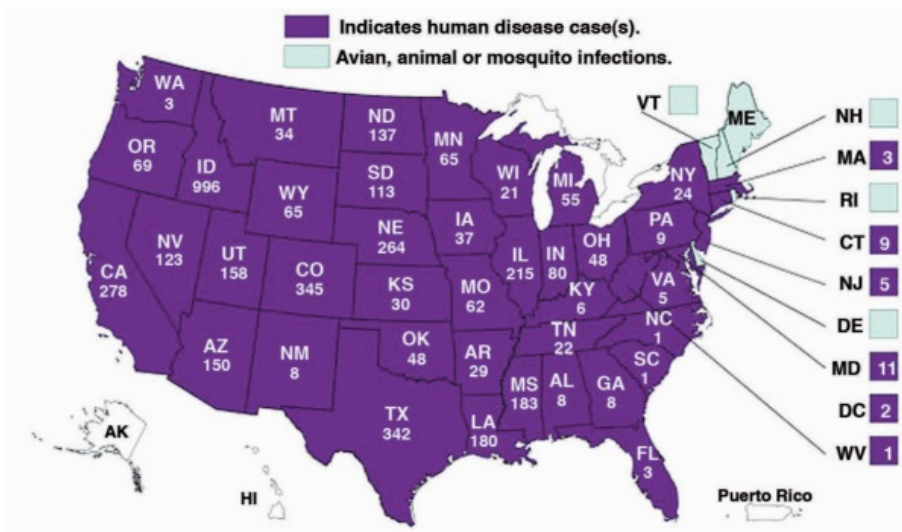 Indicates human disease case(s).
Avian, animal or mosquito infections.
WA
3
MT
34
ND
137
MN
65
VT
ME
NH
OR
69
ID
996
SD
113
WI
21
MI
55
NY
24
MA 3
WY
65
RI
IA
37
PA
9
NE
264
CT 9
NV
123
UT
158
IL
215
IN
80
OH
48
CA
278
CO
345
NJ 5
KS
30
MO
62
VA
5
KY
6
DE
NC
1
TN
22
OK
48
AZ
150
NM
8
AR
29
SC
1
MD 11
MS
183
AL
8
GA
8
DC 2
TX
342
LA
180
AK
WV 1
FL
3
HI
Puerto Rico